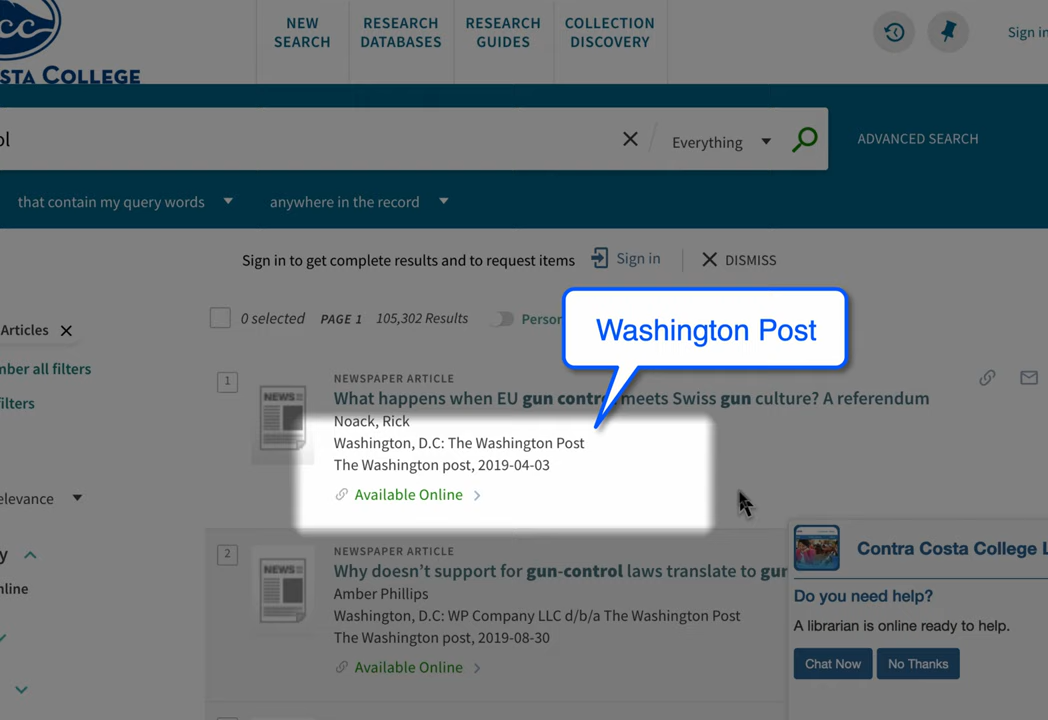 CC
STA COLLEGE
NEW SEARCH
RESEARCH DATABASES
RESEARCH GUIDES
COLLECTION DISCOVERY
Sign in
ol
Everything
ADVANCED SEARCH
that contain my query words
anywhere in the record
Sign in to get complete results and to request items
Sign in
DISMISS
Articles
0 selected
PAGE 1
105,302 Results
Person
Washington Post
mber all filters
filters
1
NEWS
NEWSPAPER ARTICLE
What happens when EU gun control meets Swiss gun culture? A referendum
Noack, Rick
Washington, D.C: The Washington Post
The Washington post, 2019-04-03
Available Online
elevance
y
nline
2
NEWS
NEWSPAPER ARTICLE
Why doesn't support for gun-control laws translate to gun
Amber Phillips
Washington, D.C: WP Company LLC d/b/a The Washington Post
The Washington post, 2019-08-30
Available Online
Contra Costa College L
Do you need help?
A librarian is online ready to help.
Chat Now
No Thanks